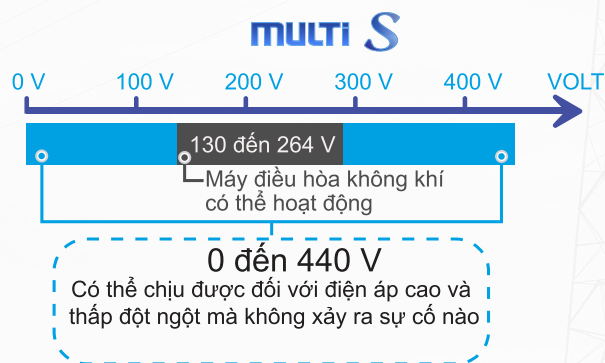 MULTi S
0 V 100 V 200 V 300 V 400 V VOLT
130 đến 264 V
Máy điều hòa không khí
có thể hoạt động
0 đến 440 V
Có thể chịu được đối với điện áp cao và
thấp đột ngột mà không xảy ra sự cố nào